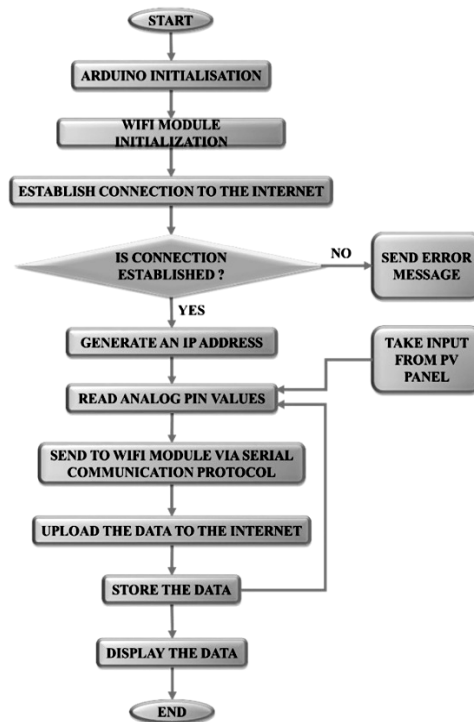 START
ARDUINO INITIALISATION
WIFI MODULE
INITIALIZATION
ESTABLISH CONNECTION TO THE INTERNET
IS CONNECTION
ESTABLISHED ?
NO
SEND ERROR
MESSAGE
YES
GENERATE AN IP ADDRESS
TAKE INPUT
FROM PV
PANEL
READ ANALOG PIN VALUES
SEND TO WIFI MODULE VIA SERIAL
COMMUNICATION PROTOCOL
UPLOAD THE DATA TO THE INTERNET
STORE THE DATA
DISPLAY THE DATA
END